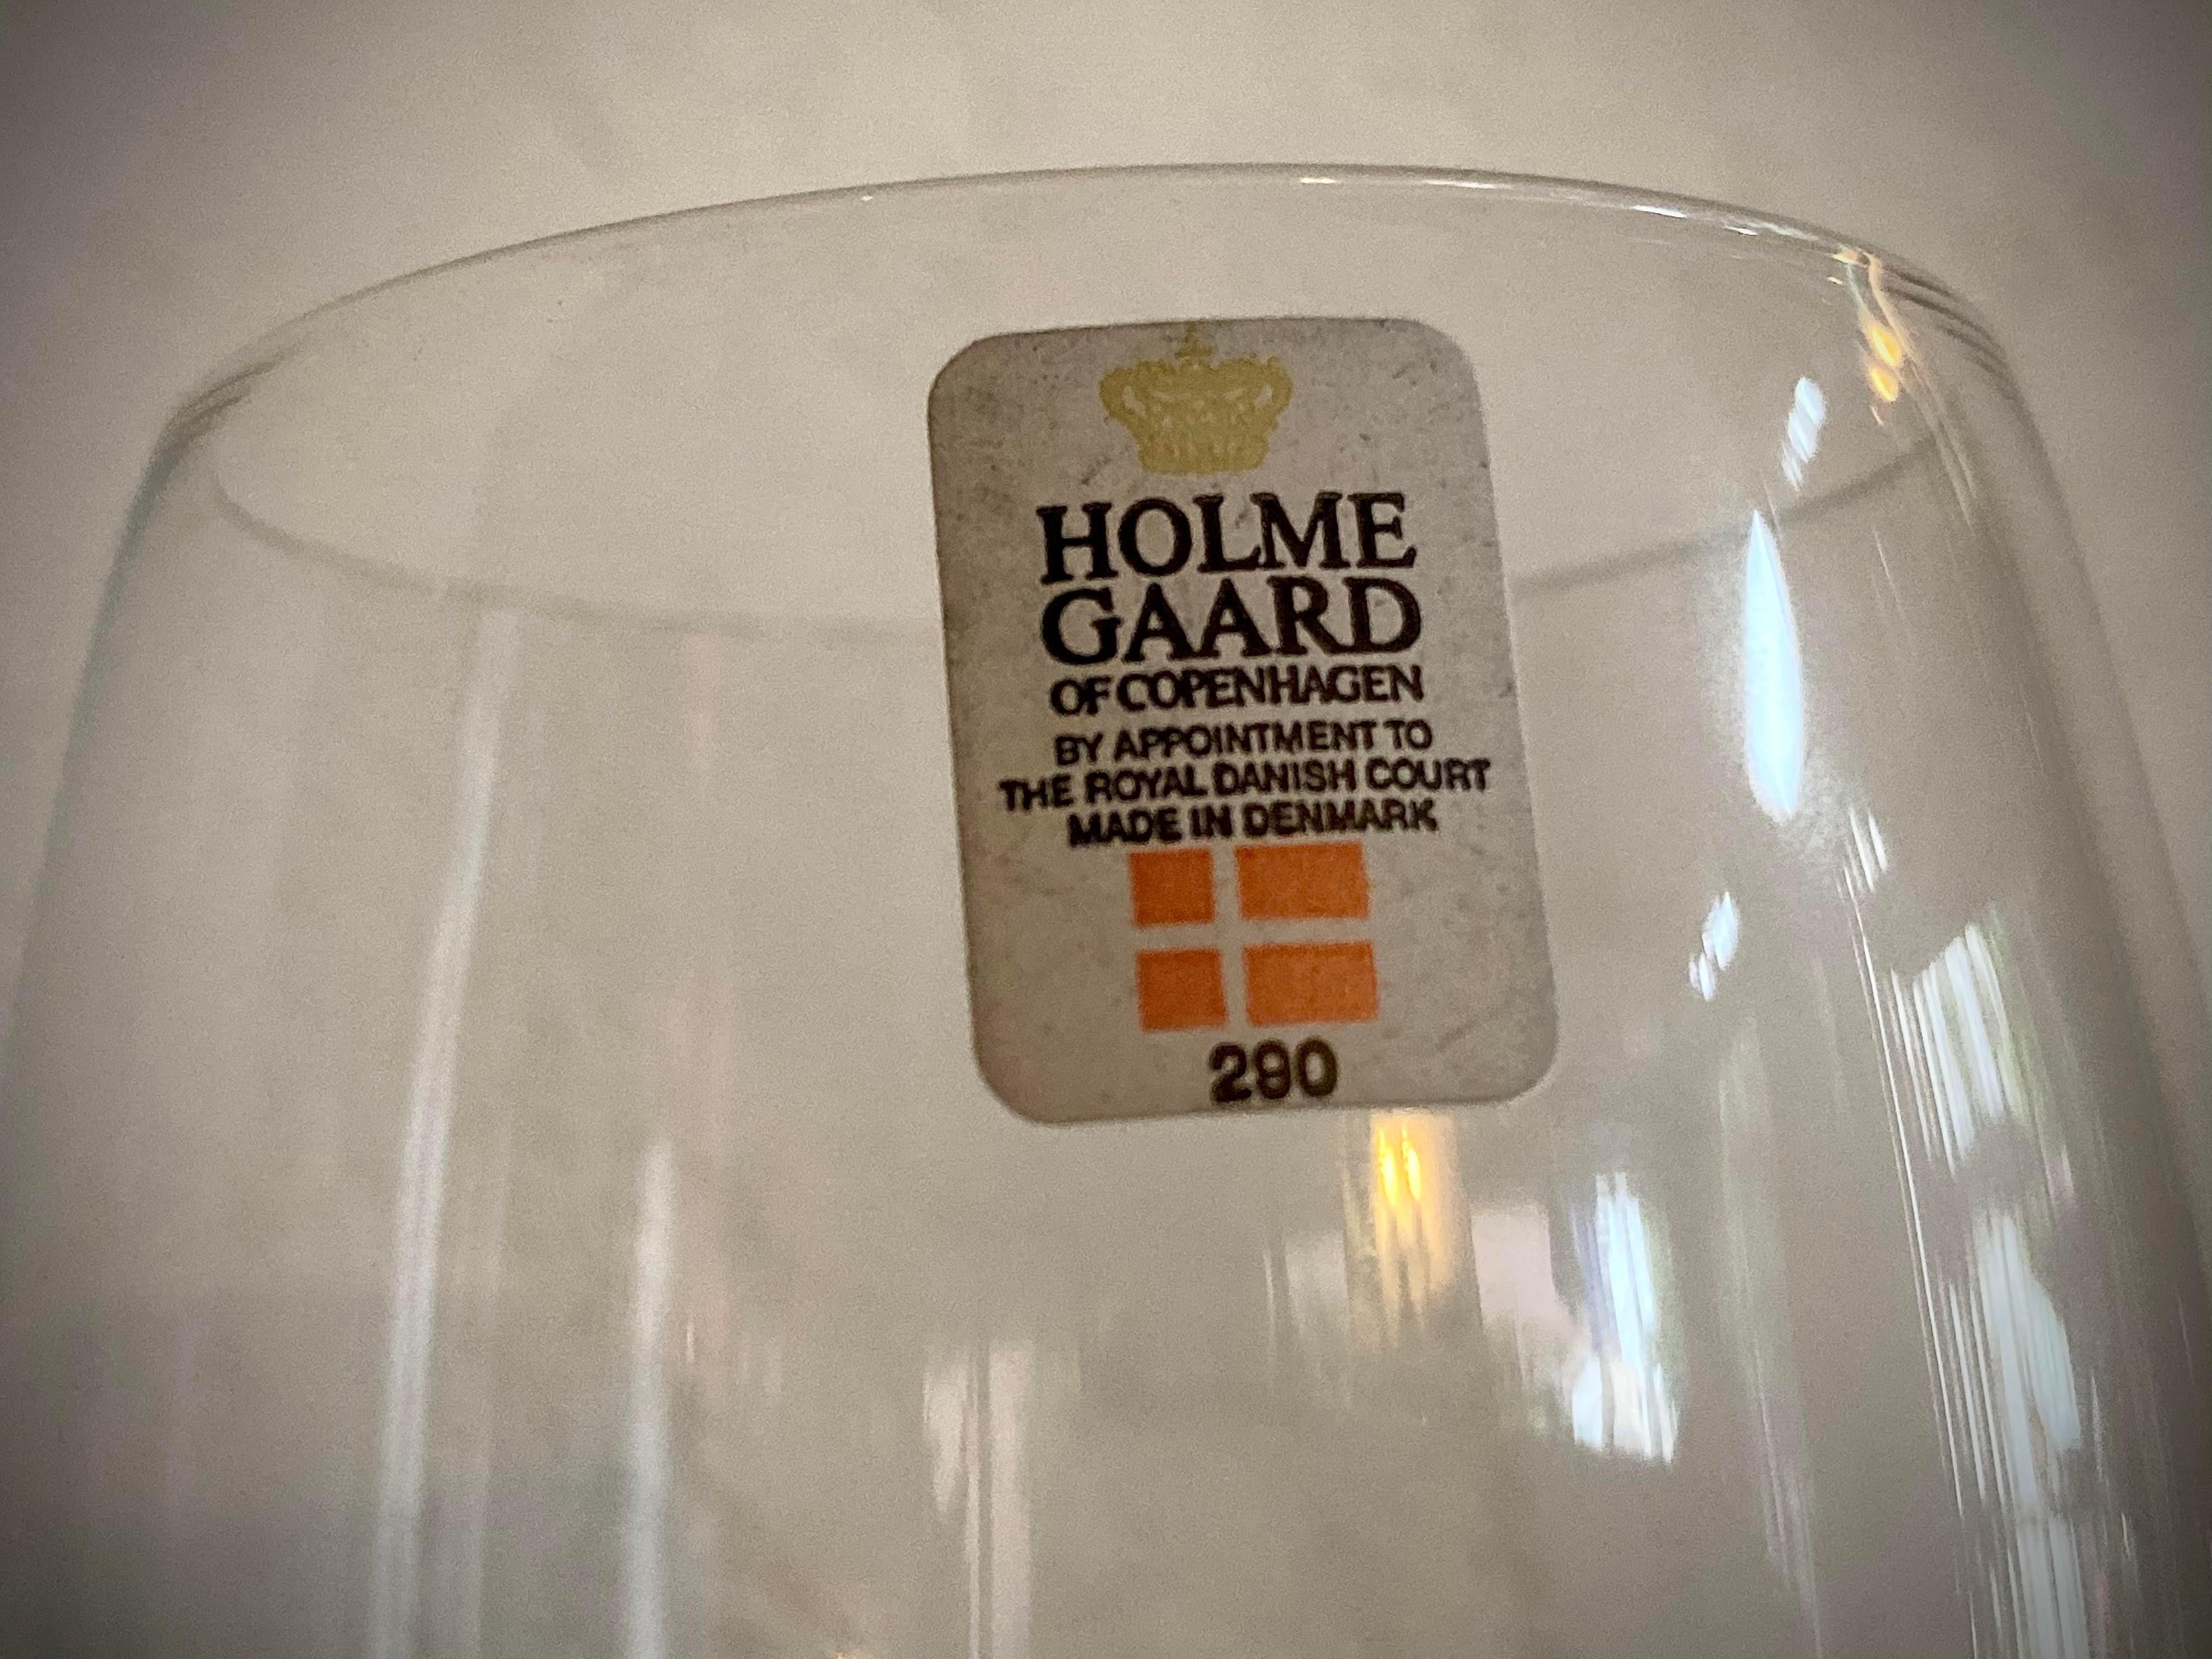 HOLME
GAARD
OF COPENHAGEN
BY APPOINTMENT TO
THE ROYAL DANISH COURT
MADE IN DENMARK
290